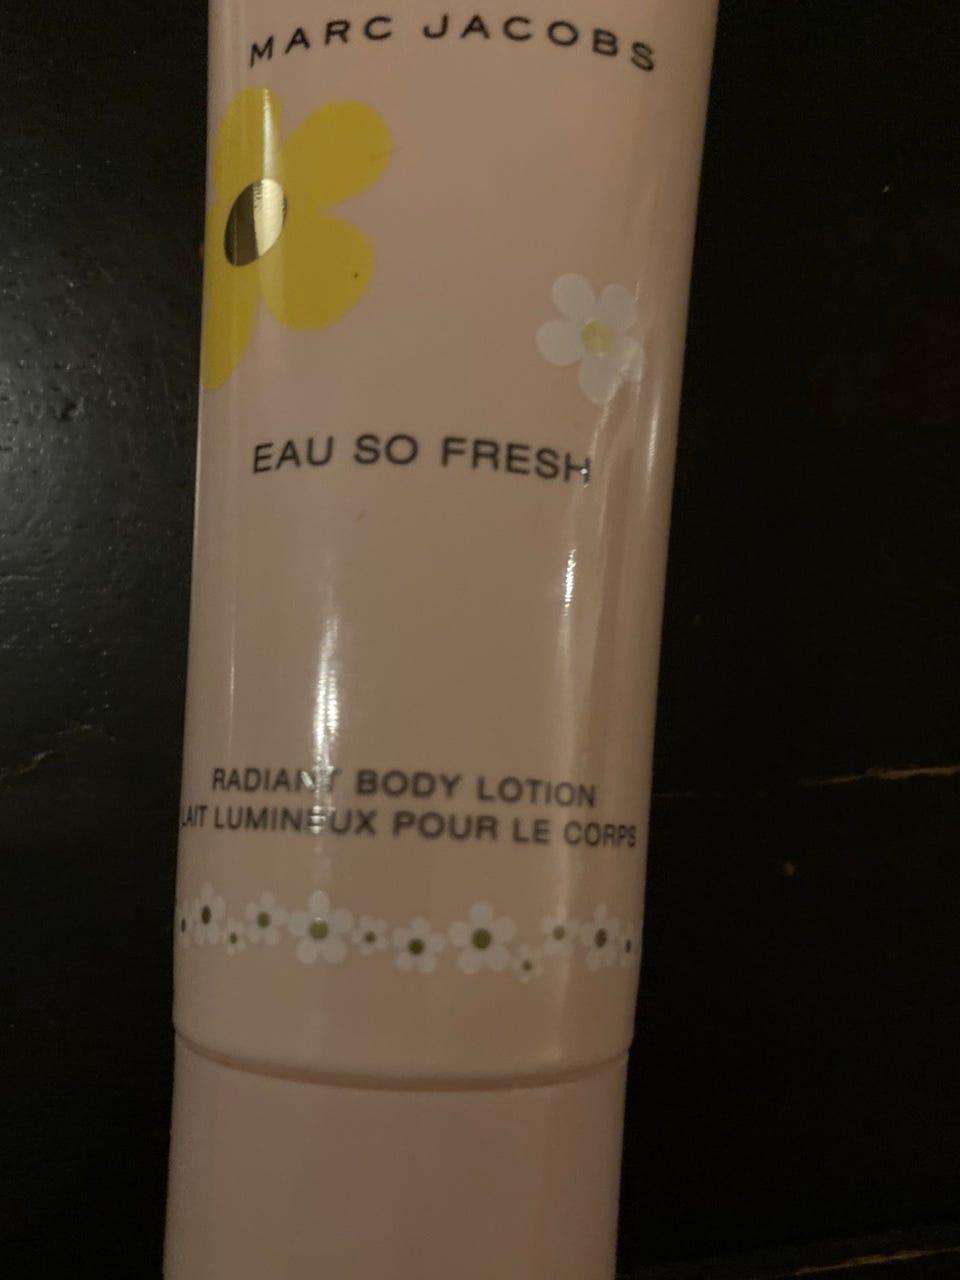 MARC JACOBS
EAU SO FRESH
RADIANT BODY LOTION
LAIT LUMINEUX POUR LE CORPS